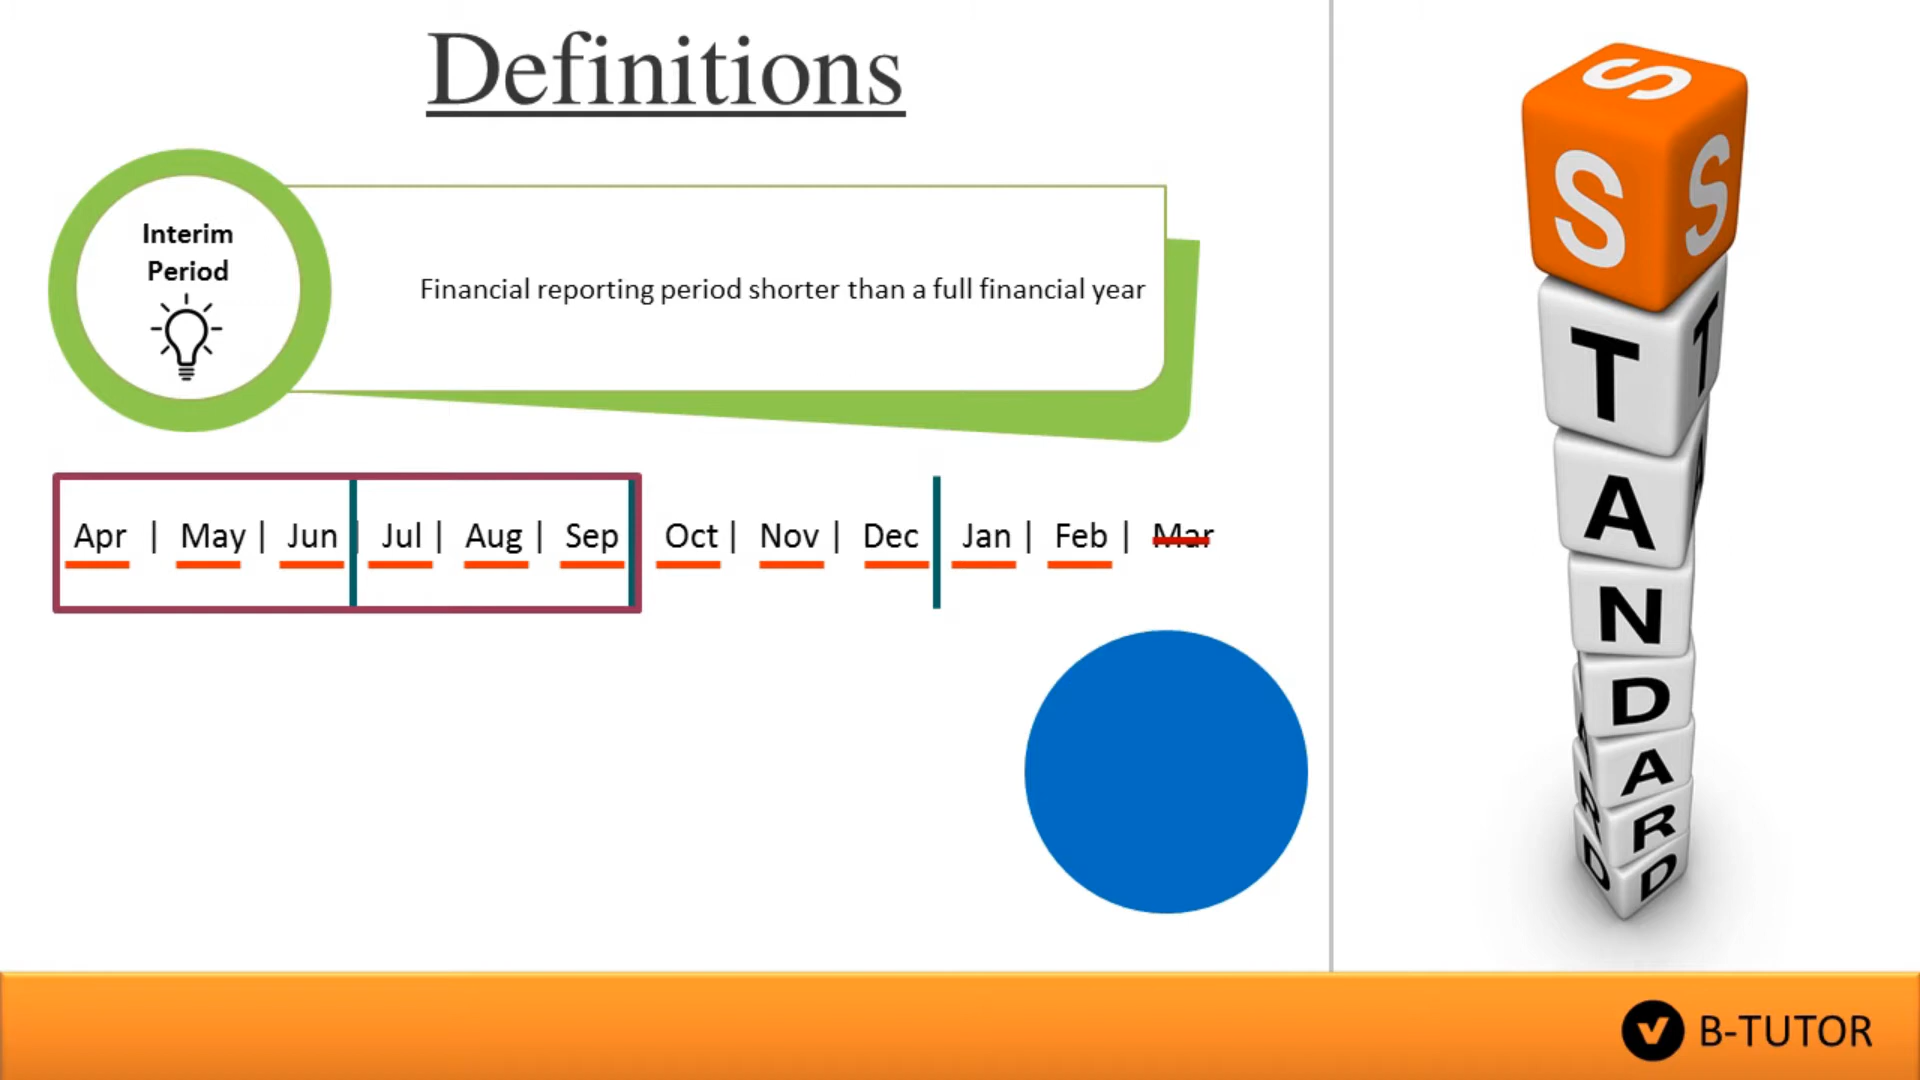 Definitions
Interim
Period
Financial reporting period shorter than a full financial year
Apr | May | Jun | Jul | Aug | Sep Oct | Nov | Dec Jan | Feb | Mar
S
S
S
T
T
A
A
N
D
A
R
D
R
D
B-TUTOR